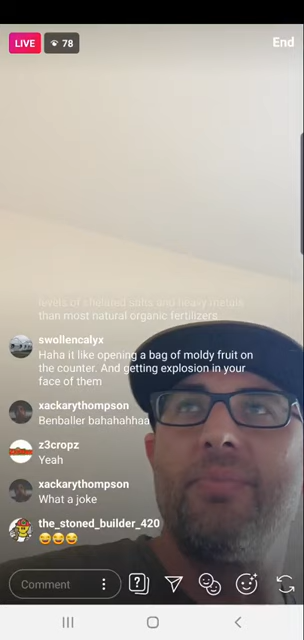 LIVE
78
End
levels of chelated salts and heavy metals
than most natural organic fertilizers
swollencalyx
Haha it like opening a bag of moldy fruit on
the counter. And getting explosion in your
face of them
xackarythompson
Benballer bahahahhaa
z3cropz
Yeah
xackarythompson
What a joke
the_stoned_builder_420
😂😂😂
Comment